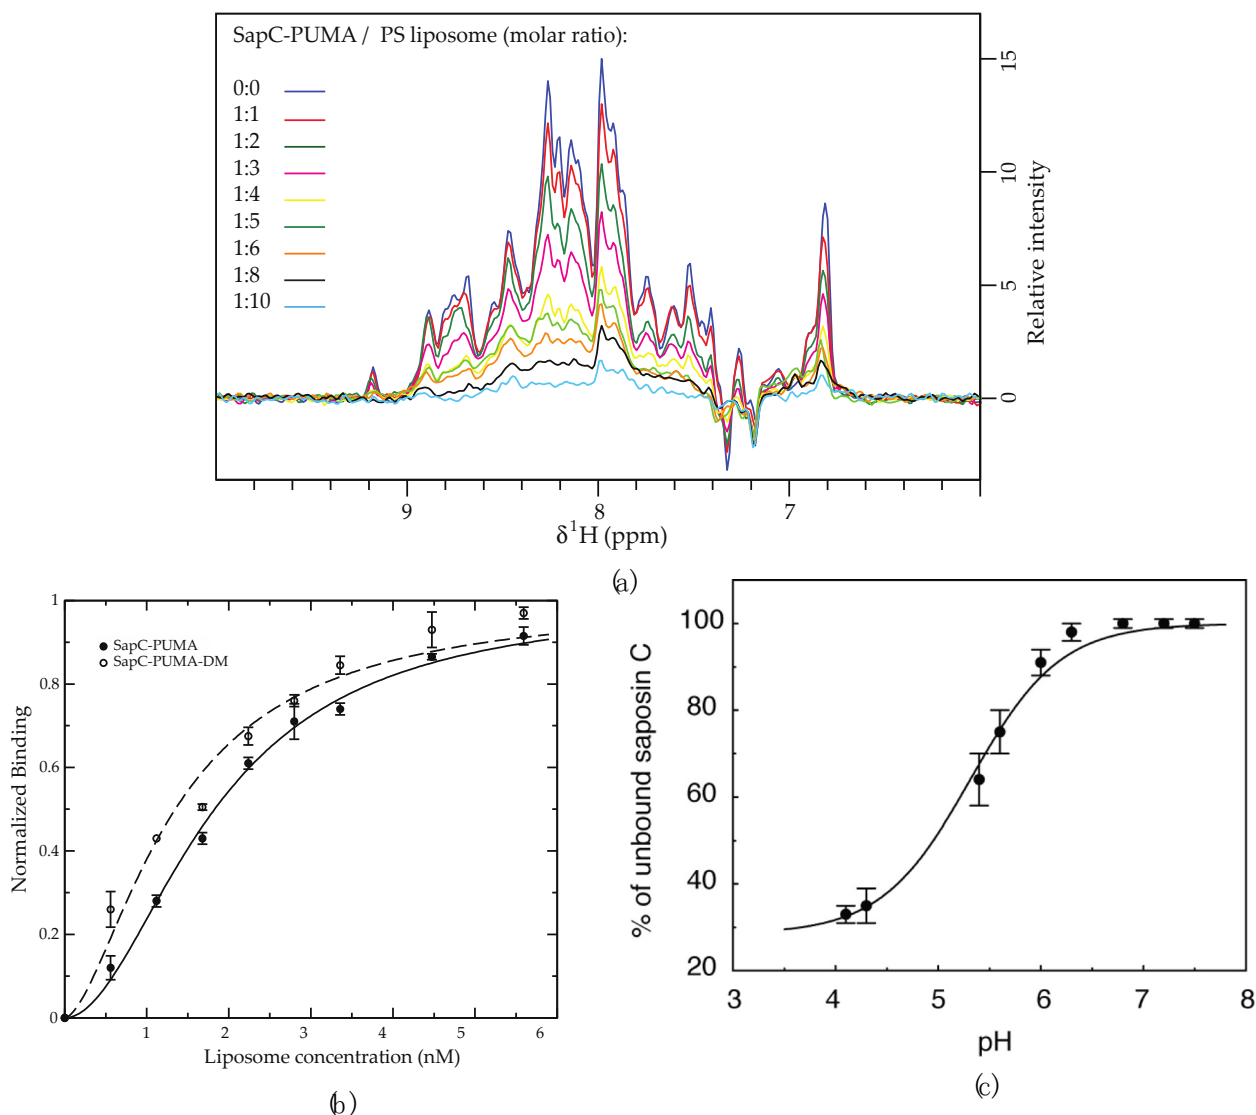 SapC-PUMA / PS liposome (molar ratio):
0:0
1:1
1:2
1:3
1:4
1:5
1:6
1:8
1:10
15
10
5
0
Relative intensity
9 8 7
δ¹H (ppm)
(a)
1
0.8
0.6
0.4
0.2
0
Normalized Binding
SapC-PUMA
SapC-PUMA-DM
1 2 3 4 5 6
Liposome concentration (nM)
(b)
100
80
60
40
20
% of unbound saposin C
3 4 5 6 7 8
pH
(c)